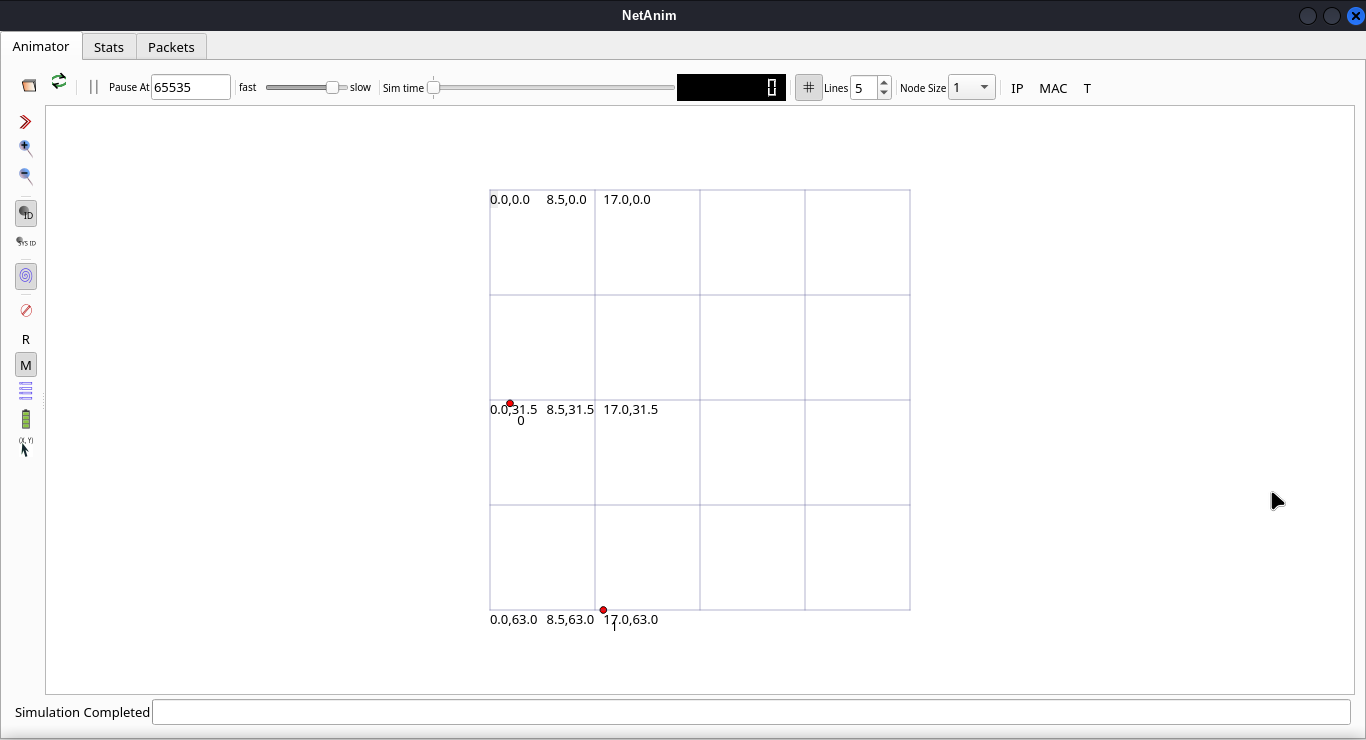 NetAnim
Animator Stats Packets
Pause At 65535 fast slow Sim time 0 Lines 5 Node Size 1 IP MAC T
ID
SYS ID
R
M
(X, Y)
0.0,0.0 8.5,0.0 17.0,0.0
0.0,31.5 8.5,31.5 17.0,31.5
0
0.0,63.0 8.5,63.0 17.0,63.0
1
Simulation Completed